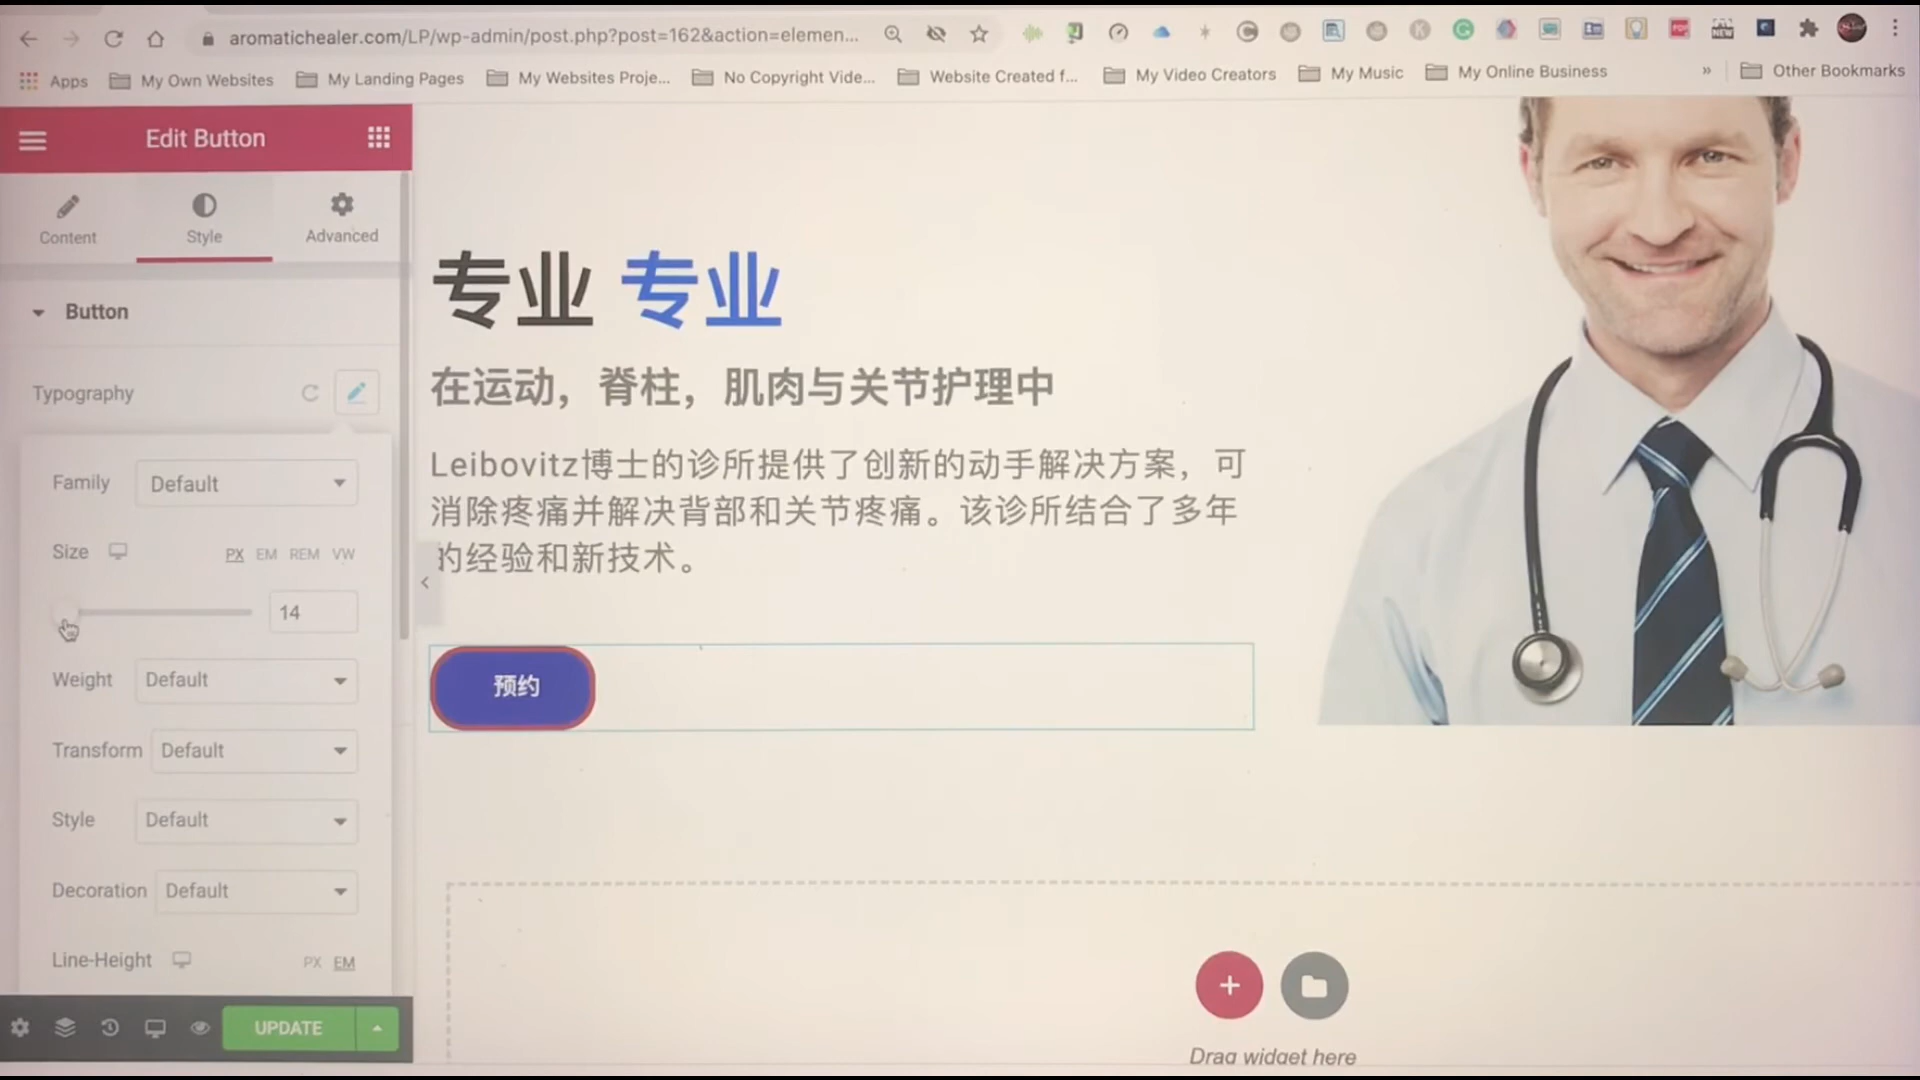 aromatichealer.com/LP/wp-admin/post.php?post=162&action=elemen...
Apps
My Own Websites
My Landing Pages
My Websites Proje...
No Copyright Vide...
Website Created f...
My Video Creators
My Music
My Online Business
»
Other Bookmarks
Edit Button
Content
Style
Advanced
Button
Typography
Family
Default
Size
PX EM REM VW
14
Weight
Default
Transform
Default
Style
Default
Decoration
Default
Line-Height
PX EM
UPDATE
专业 专业
在运动，脊柱，肌肉与关节护理中
Leibovitz博士的诊所提供了创新的动手解决方案，可
消除疼痛并解决背部和关节疼痛。该诊所结合了多年
的经验和新技术。
预约
Drag widget here